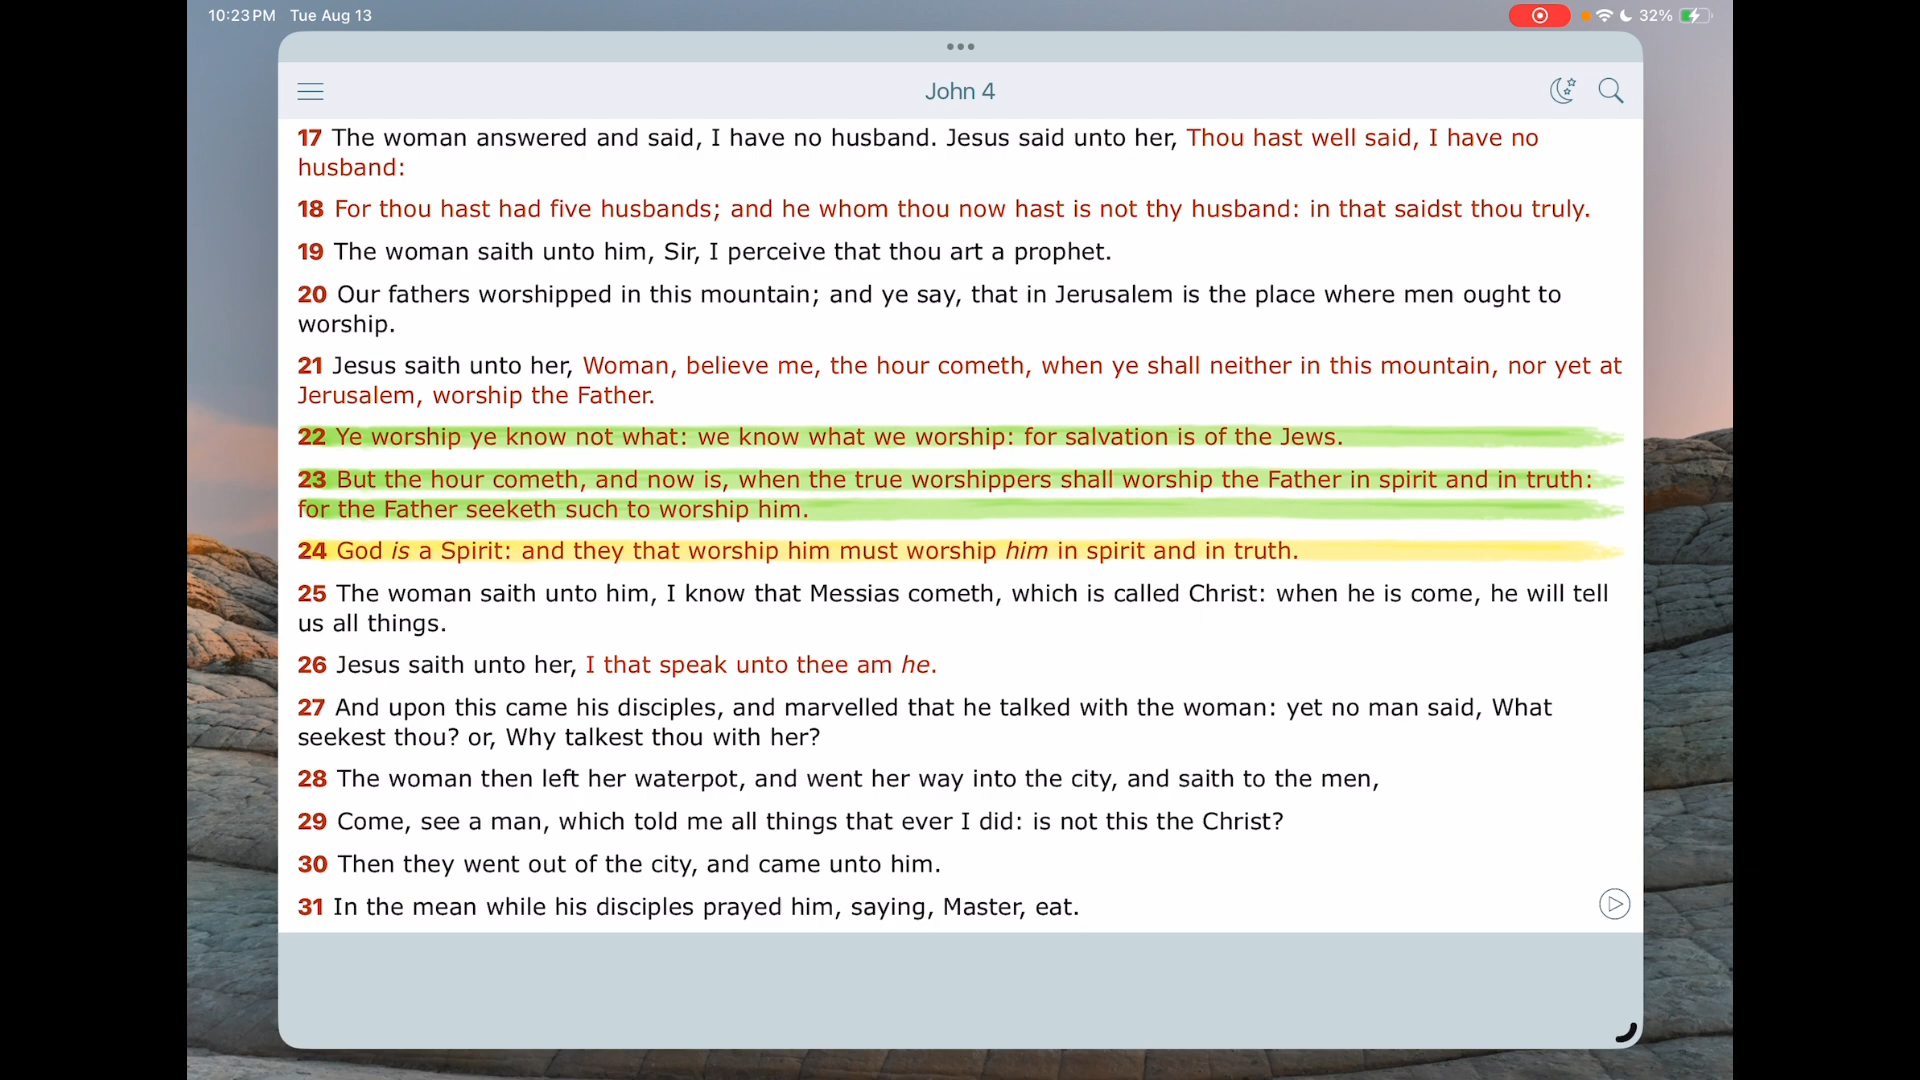 10:23 PM Tue Aug 13
32%
John 4
17 The woman answered and said, I have no husband. Jesus said unto her, Thou hast well said, I have no
husband:
18 For thou hast had five husbands; and he whom thou now hast is not thy husband: in that saidst thou truly.
19 The woman saith unto him, Sir, I perceive that thou art a prophet.
20 Our fathers worshipped in this mountain; and ye say, that in Jerusalem is the place where men ought to
worship.
21 Jesus saith unto her, Woman, believe me, the hour cometh, when ye shall neither in this mountain, nor yet at
Jerusalem, worship the Father.
22 Ye worship ye know not what: we know what we worship: for salvation is of the Jews.
23 But the hour cometh, and now is, when the true worshippers shall worship the Father in spirit and in truth:
for the Father seeketh such to worship him.
24 God is a Spirit: and they that worship him must worship him in spirit and in truth.
25 The woman saith unto him, I know that Messias cometh, which is called Christ: when he is come, he will tell
us all things.
26 Jesus saith unto her, I that speak unto thee am he.
27 And upon this came his disciples, and marvelled that he talked with the woman: yet no man said, What
seekest thou? or, Why talkest thou with her?
28 The woman then left her waterpot, and went her way into the city, and saith to the men,
29 Come, see a man, which told me all things that ever I did: is not this the Christ?
30 Then they went out of the city, and came unto him.
31 In the mean while his disciples prayed him, saying, Master, eat.